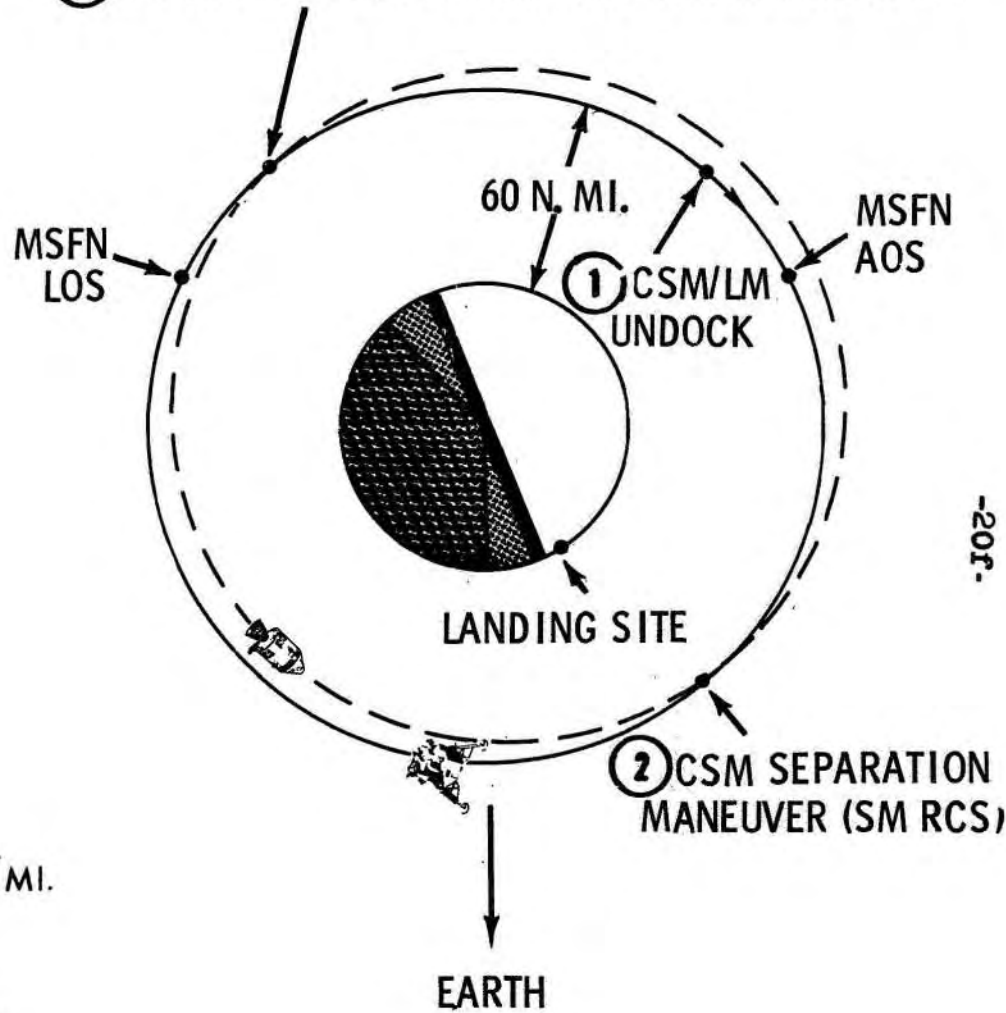 60 N. MI.
MSFN
AOS
MSFN
LOS
1 CSM/LM
UNDOCK
-20f-
LANDING SITE
2 CSM SEPARATION
MANEUVER (SM RCS)
MI.
EARTH